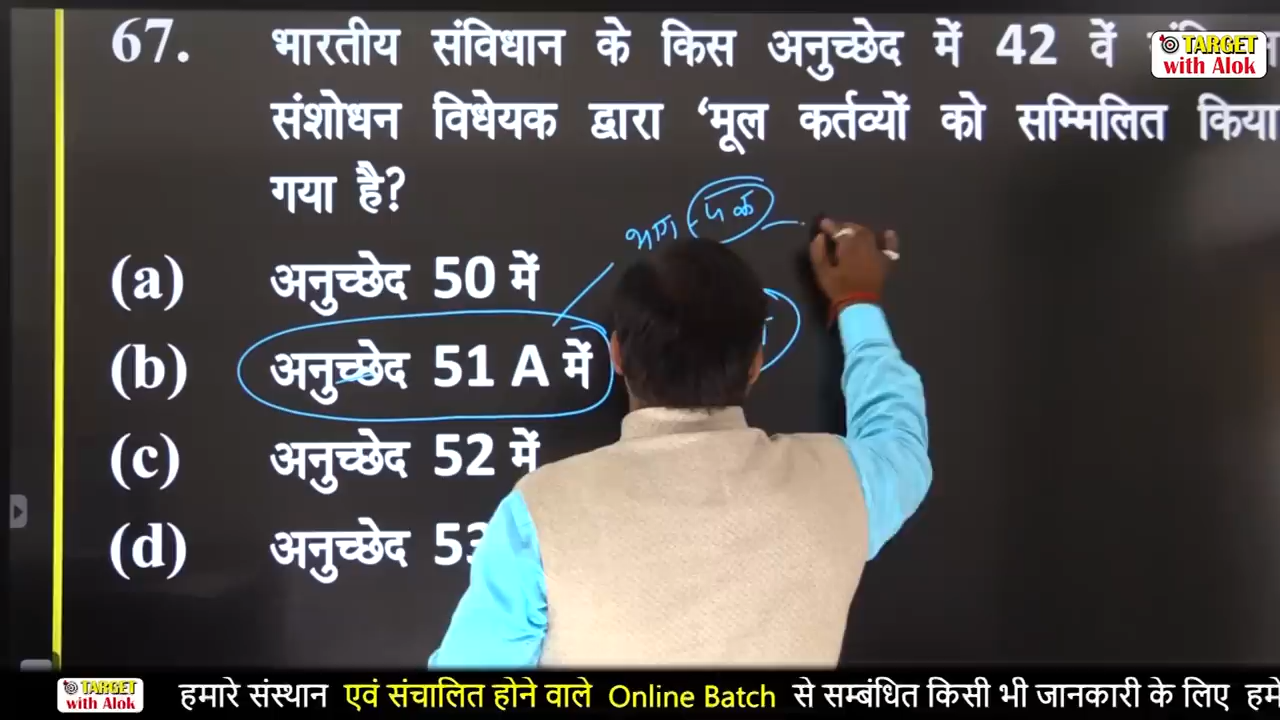 67. भारतीय संविधान के किस अनुच्छेद में 42 वें
TARGET
with Alok
संशोधन विधेयक द्वारा ‘मूल कर्तव्यों को सम्मिलित किया
गया है?
भाग
(a) अनुच्छेद 50 में
(b) अनुच्छेद 51 A में
(c) अनुच्छेद 52 में
(d) अनुच्छेद 53
TARGET
with Alok
हमारे संस्थान एवं संचालित होने वाले Online Batch से सम्बंधित किसी भी जानकारी के लिए हमे